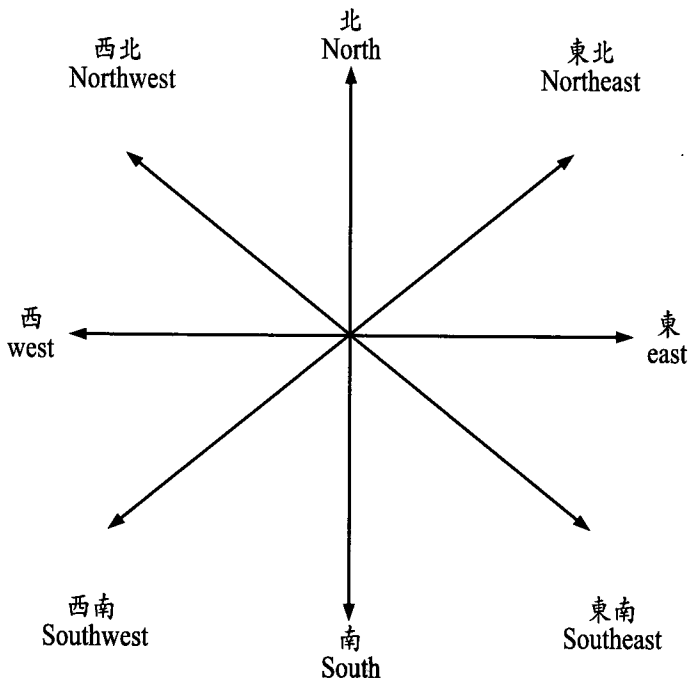 北
North
西北
Northwest
東北
Northeast
西
west
東
east
西南
Southwest
南
South
東南
Southeast